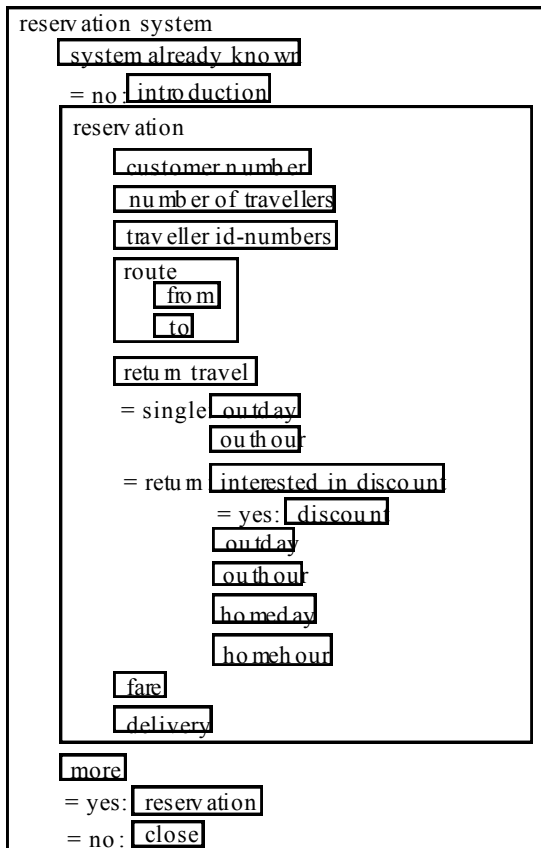 reservation system
system already known
= no: introduction
reservation
customer number
number of travellers
traveller id-numbers
route
from
to
return travel
= single outday
outhour
= return interested in discount
= yes: discount
outday
outhour
homeday
homehour
fare
delivery
more
= yes: reservation
= no: close